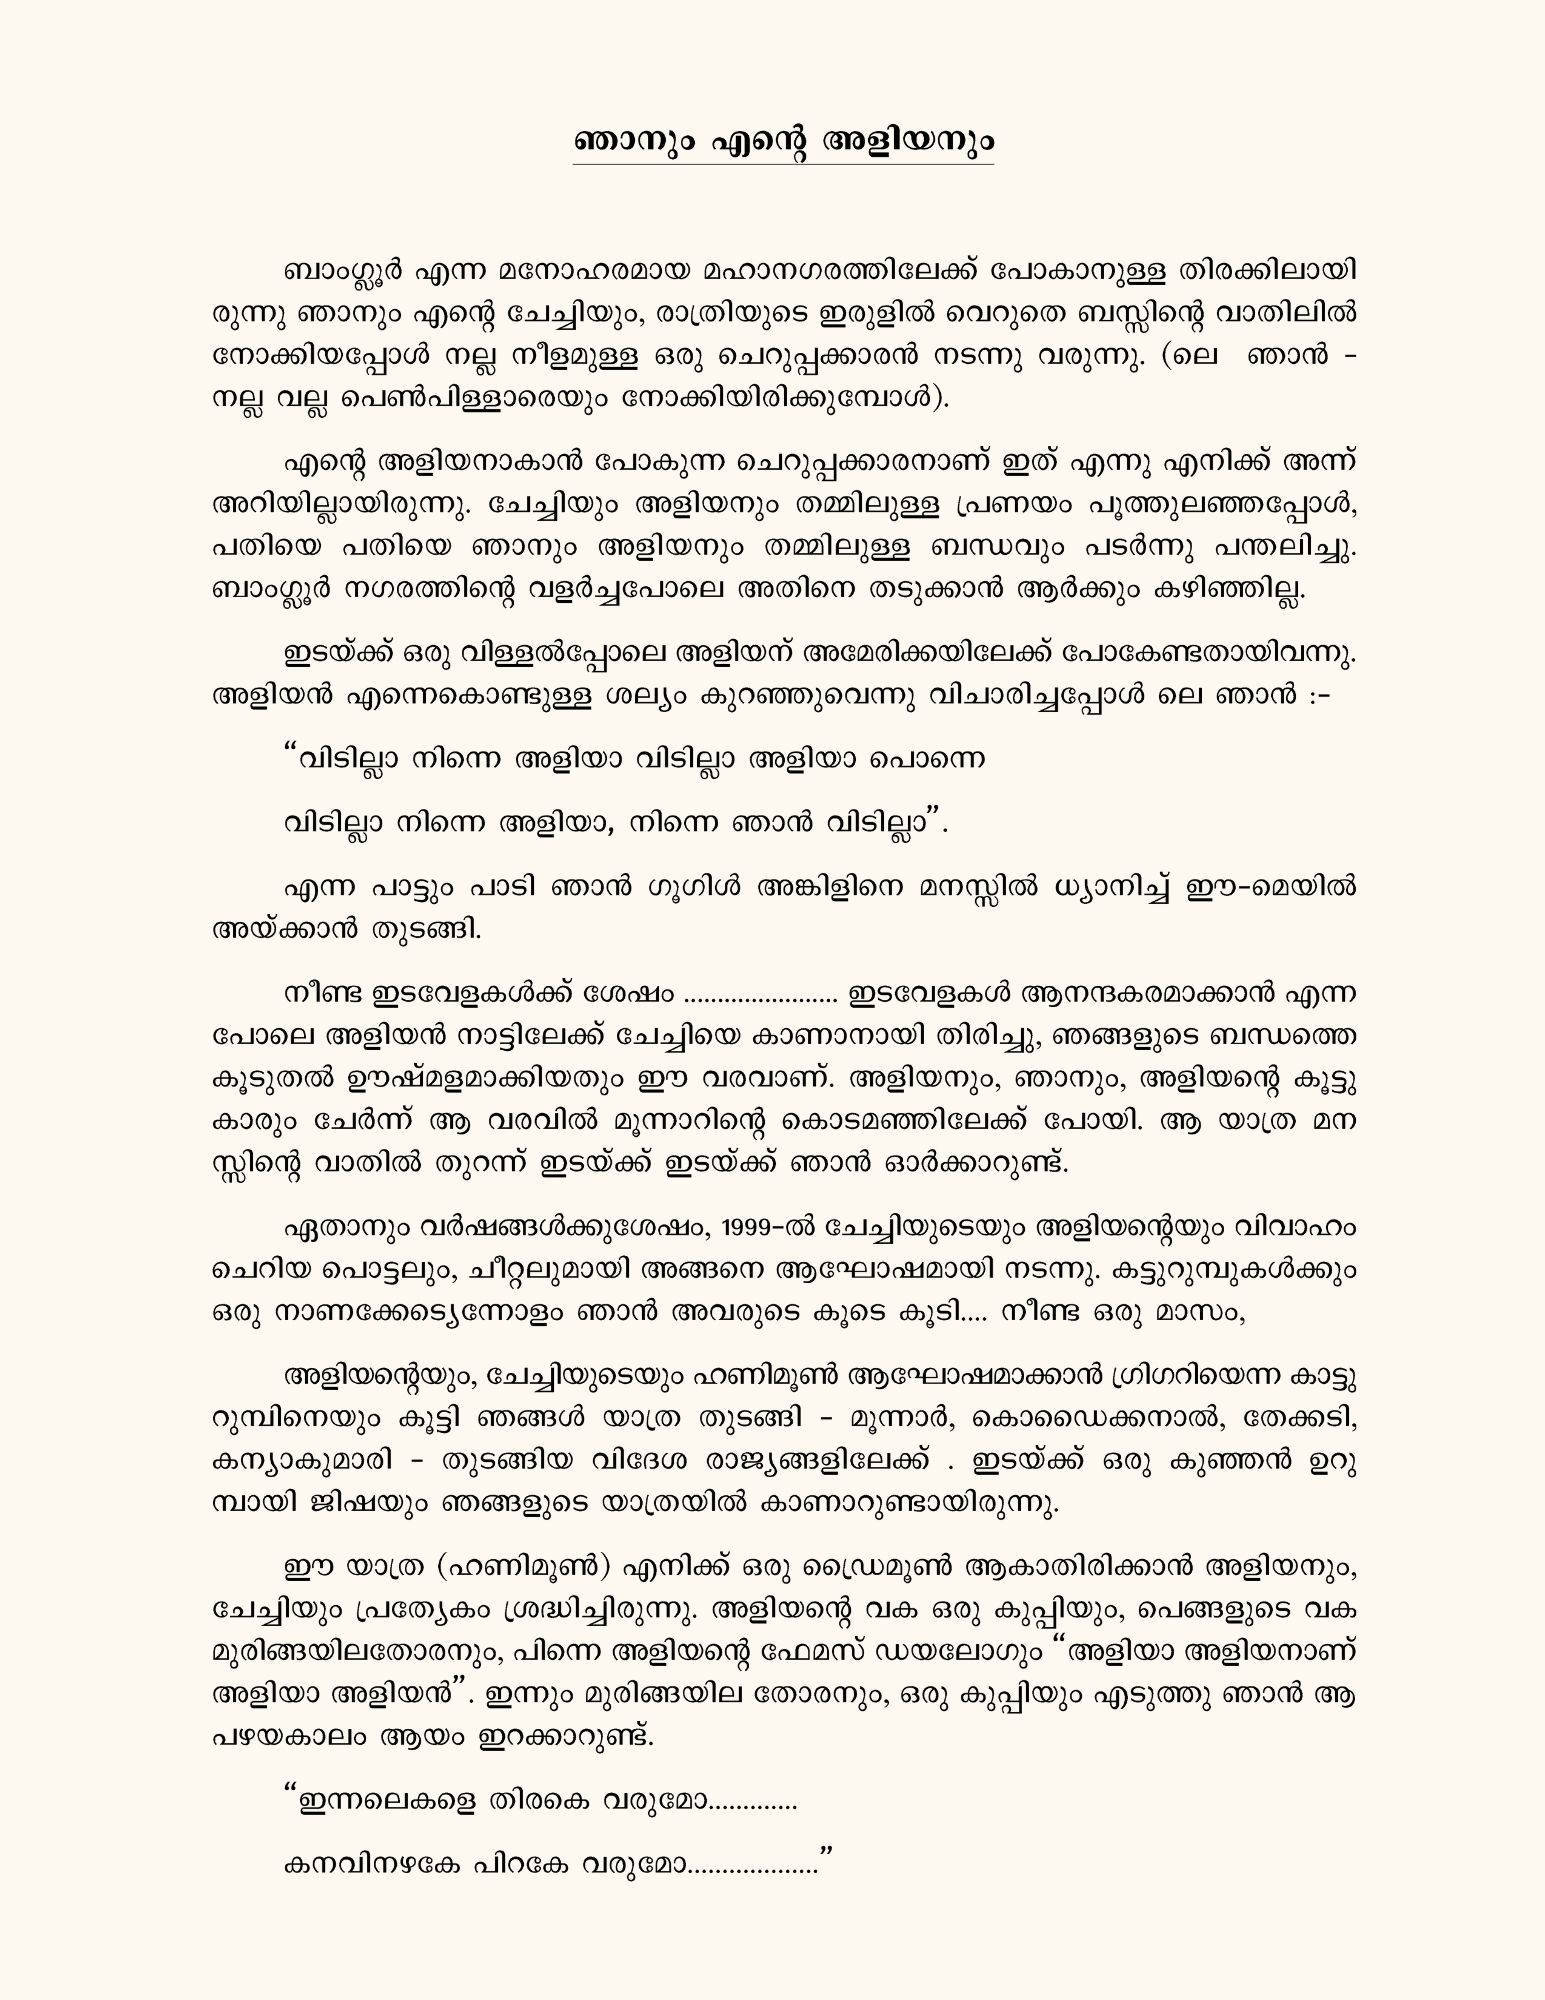 ഞാനും എന്റെ അളിയനും
ബാംഗ്ലൂർ എന്ന മനോഹരമായ മഹാനഗരത്തിലേക്ക് പോകാനുള്ള തിരക്കിലായി
രുന്നു ഞാനും എന്റെ ചേച്ചിയും, രാത്രിയുടെ ഇരുളിൽ വെറുതെ ബസ്സിന്റെ വാതിലിൽ
നോക്കിയപ്പോൾ നല്ല നീളമുള്ള ഒരു ചെറുപ്പക്കാരൻ നടന്നു വരുന്നു. (ലെ ഞാൻ -
നല്ല വല്ല പെൺപിള്ളാരെയും നോക്കിയിരിക്കുമ്പോൾ).
എന്റെ അളിയനാകാൻ പോകുന്ന ചെറുപ്പക്കാരനാണ് ഇത് എന്നു എനിക്ക് അന്ന്
അറിയില്ലായിരുന്നു. ചേച്ചിയും അളിയനും തമ്മിലുള്ള പ്രണയം പൂത്തുലഞ്ഞപ്പോൾ,
പതിയെ പതിയെ ഞാനും അളിയനും തമ്മിലുള്ള ബന്ധവും പടർന്നു പന്തലിച്ചു.
ബാംഗ്ലൂർ നഗരത്തിന്റെ വളർച്ചപോലെ അതിനെ തടുക്കാൻ ആർക്കും കഴിഞ്ഞില്ല.
ഇടയ്ക്ക് ഒരു വിള്ളൽപ്പോലെ അളിയന് അമേരിക്കയിലേക്ക് പോകേണ്ടതായിവന്നു.
അളിയൻ എന്നെകൊണ്ടുള്ള ശല്യം കുറഞ്ഞുവെന്നു വിചാരിച്ചപ്പോൾ ലെ ഞാൻ :-
“വിടില്ലാ നിന്നെ അളിയാ വിടില്ലാ അളിയാ പൊന്നെ
വിടില്ലാ നിന്നെ അളിയാ, നിന്നെ ഞാൻ വിടില്ലാ”.
എന്ന പാട്ടും പാടി ഞാൻ ഗൂഗിൾ അങ്കിളിനെ മനസ്സിൽ ധ്യാനിച്ച് ഈ-മെയിൽ
അയ്ക്കാൻ തുടങ്ങി.
നീണ്ട ഇടവേളകൾക്ക് ശേഷം ....................... ഇടവേളകൾ ആനന്ദകരമാക്കാൻ എന്ന
പോലെ അളിയൻ നാട്ടിലേക്ക് ചേച്ചിയെ കാണാനായി തിരിച്ചു, ഞങ്ങളുടെ ബന്ധത്തെ
കൂടുതൽ ഊഷ്മളമാക്കിയതും ഈ വരവാണ്. അളിയനും, ഞാനും, അളിയന്റെ കൂട്ടു
കാരും ചേർന്ന് ആ വരവിൽ മൂന്നാറിന്റെ കൊടമഞ്ഞിലേക്ക് പോയി. ആ യാത്ര മന
സ്സിന്റെ വാതിൽ തുറന്ന് ഇടയ്ക്ക് ഇടയ്ക്ക് ഞാൻ ഓർക്കാറുണ്ട്.
ഏതാനും വർഷങ്ങൾക്കുശേഷം, 1999-ൽ ചേച്ചിയുടെയും അളിയന്റെയും വിവാഹം
ചെറിയ പൊട്ടലും, ചീറ്റലുമായി അങ്ങനെ ആഘോഷമായി നടന്നു. കട്ടുറുമ്പുകൾക്കും
ഒരു നാണക്കേട്യെന്നോളം ഞാൻ അവരുടെ കൂടെ കൂടി.... നീണ്ട ഒരു മാസം,
അളിയന്റെയും, ചേച്ചിയുടെയും ഹണിമൂൺ ആഘോഷമാക്കാൻ ഗ്രിഗറിയെന്ന കാട്ടു
റുമ്പിനെയും കൂട്ടി ഞങ്ങൾ യാത്ര തുടങ്ങി - മൂന്നാർ, കൊഡൈക്കനാൽ, തേക്കടി,
കന്യാകുമാരി - തുടങ്ങിയ വിദേശ രാജ്യങ്ങളിലേക്ക് . ഇടയ്ക്ക് ഒരു കുഞ്ഞൻ ഉറു
മ്പായി ജിഷയും ഞങ്ങളുടെ യാത്രയിൽ കാണാറുണ്ടായിരുന്നു.
ഈ യാത്ര (ഹണിമൂൺ) എനിക്ക് ഒരു ഡ്രൈമൂൺ ആകാതിരിക്കാൻ അളിയനും,
ചേച്ചിയും പ്രത്യേകം ശ്രദ്ധിച്ചിരുന്നു. അളിയന്റെ വക ഒരു കുപ്പിയും, പെങ്ങളുടെ വക
മുരിങ്ങയിലതോരനും, പിന്നെ അളിയന്റെ ഫേമസ് ഡയലോഗും “അളിയാ അളിയനാണ്
അളിയാ അളിയൻ”. ഇന്നും മുരിങ്ങയില തോരനും, ഒരു കുപ്പിയും എടുത്തു ഞാൻ ആ
പഴയകാലം ആയം ഇറക്കാറുണ്ട്.
“ഇന്നലെകളെ തിരകെ വരുമോ.............
കനവിനഴകേ പിറകേ വരുമോ...................”